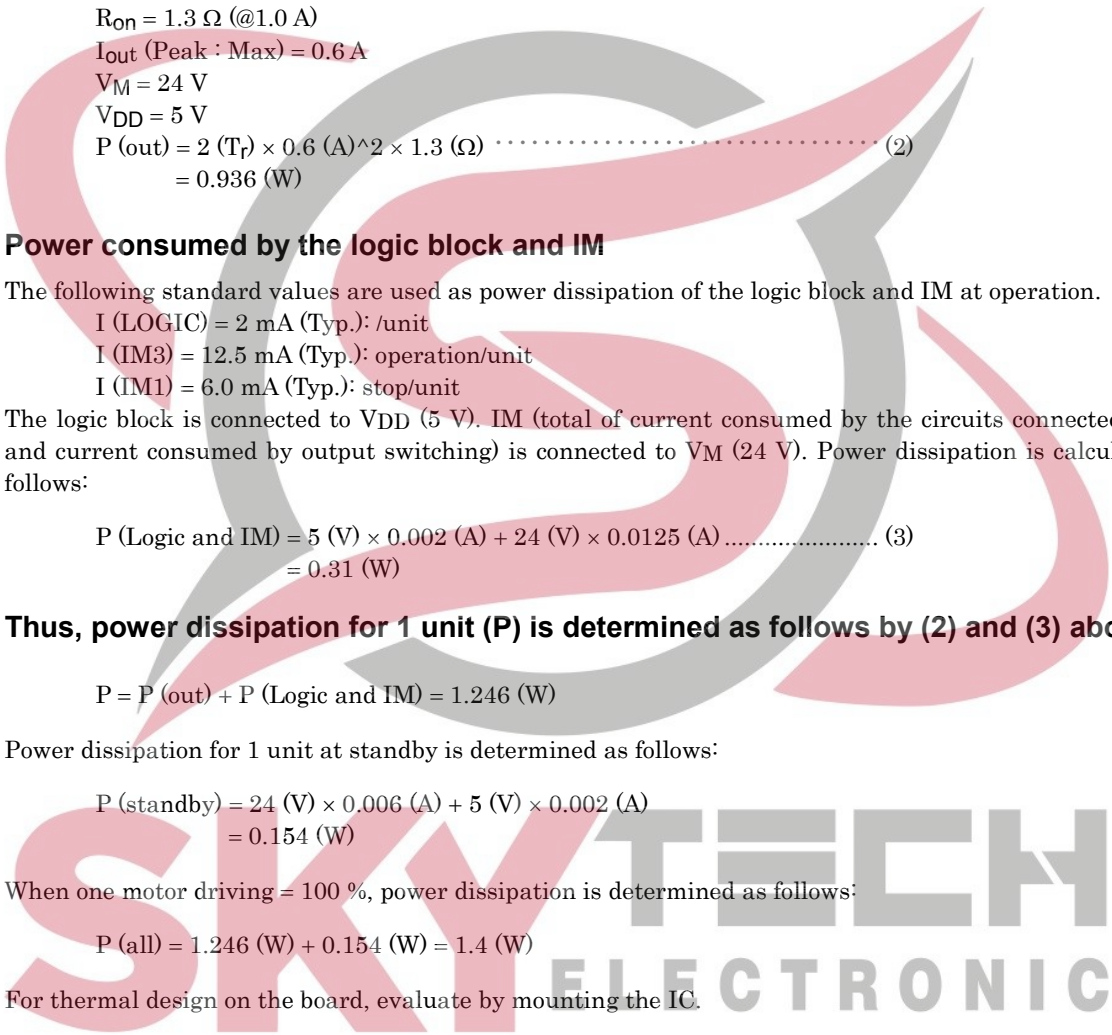 Ron = 1.3 Ω (@1.0 A)
Iout (Peak : Max) = 0.6 A
VM = 24 V
VDD = 5 V
P (out) = 2 (Tr) × 0.6 (A)^2 × 1.3 (Ω) ································ (2)
= 0.936 (W)
Power consumed by the logic block and IM
The following standard values are used as power dissipation of the logic block and IM at operation.
I (LOGIC) = 2 mA (Typ.): /unit
I (IM3) = 12.5 mA (Typ.): operation/unit
I (IM1) = 6.0 mA (Typ.): stop/unit
The logic block is connected to VDD (5 V). IM (total of current consumed by the circuits connected
and current consumed by output switching) is connected to VM (24 V). Power dissipation is calcul
follows:
P (Logic and IM) = 5 (V) × 0.002 (A) + 24 (V) × 0.0125 (A) ....................... (3)
= 0.31 (W)
Thus, power dissipation for 1 unit (P) is determined as follows by (2) and (3) abo
P = P (out) + P (Logic and IM) = 1.246 (W)
Power dissipation for 1 unit at standby is determined as follows:
P (standby) = 24 (V) × 0.006 (A) + 5 (V) × 0.002 (A)
= 0.154 (W)
When one motor driving = 100 %, power dissipation is determined as follows:
P (all) = 1.246 (W) + 0.154 (W) = 1.4 (W)
For thermal design on the board, evaluate by mounting the IC.
SKYTECH
ELECTRONIC